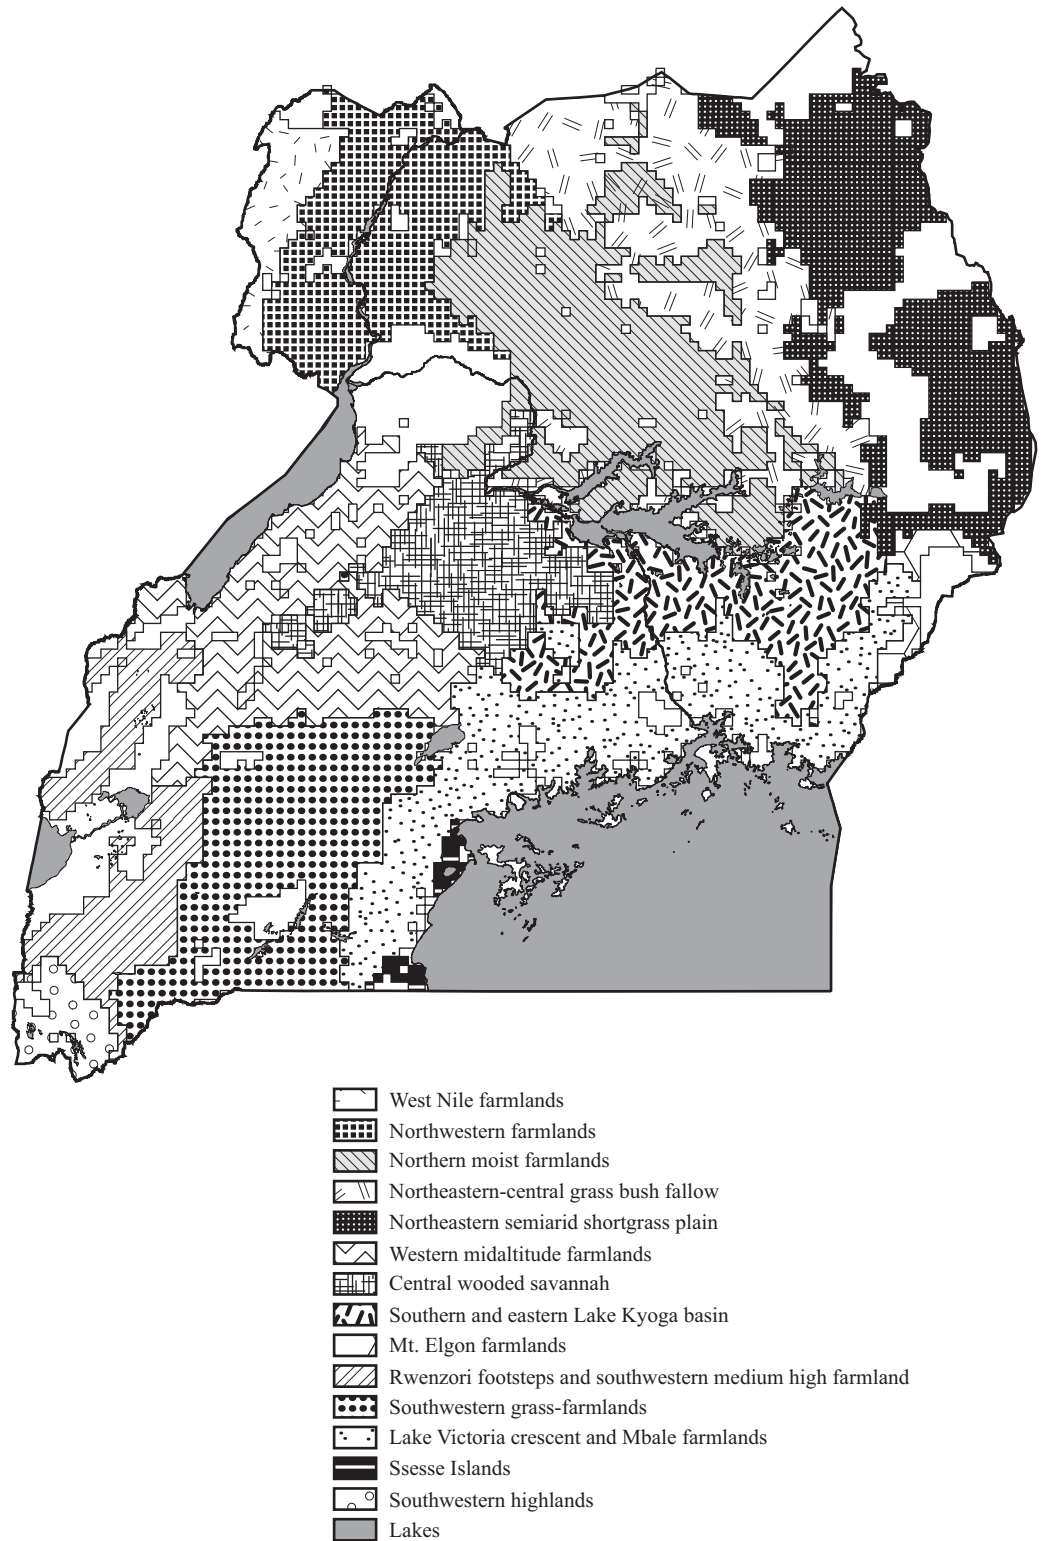 West Nile farmlands
Northwestern farmlands
Northern moist farmlands
Northeastern-central grass bush fallow
Northeastern semiarid shortgrass plain
Western midaltitude farmlands
Central wooded savannah
Southern and eastern Lake Kyoga basin
Mt. Elgon farmlands
Rwenzori footsteps and southwestern medium high farmland
Southwestern grass-farmlands
Lake Victoria crescent and Mbale farmlands
Ssesse Islands
Southwestern highlands
Lakes